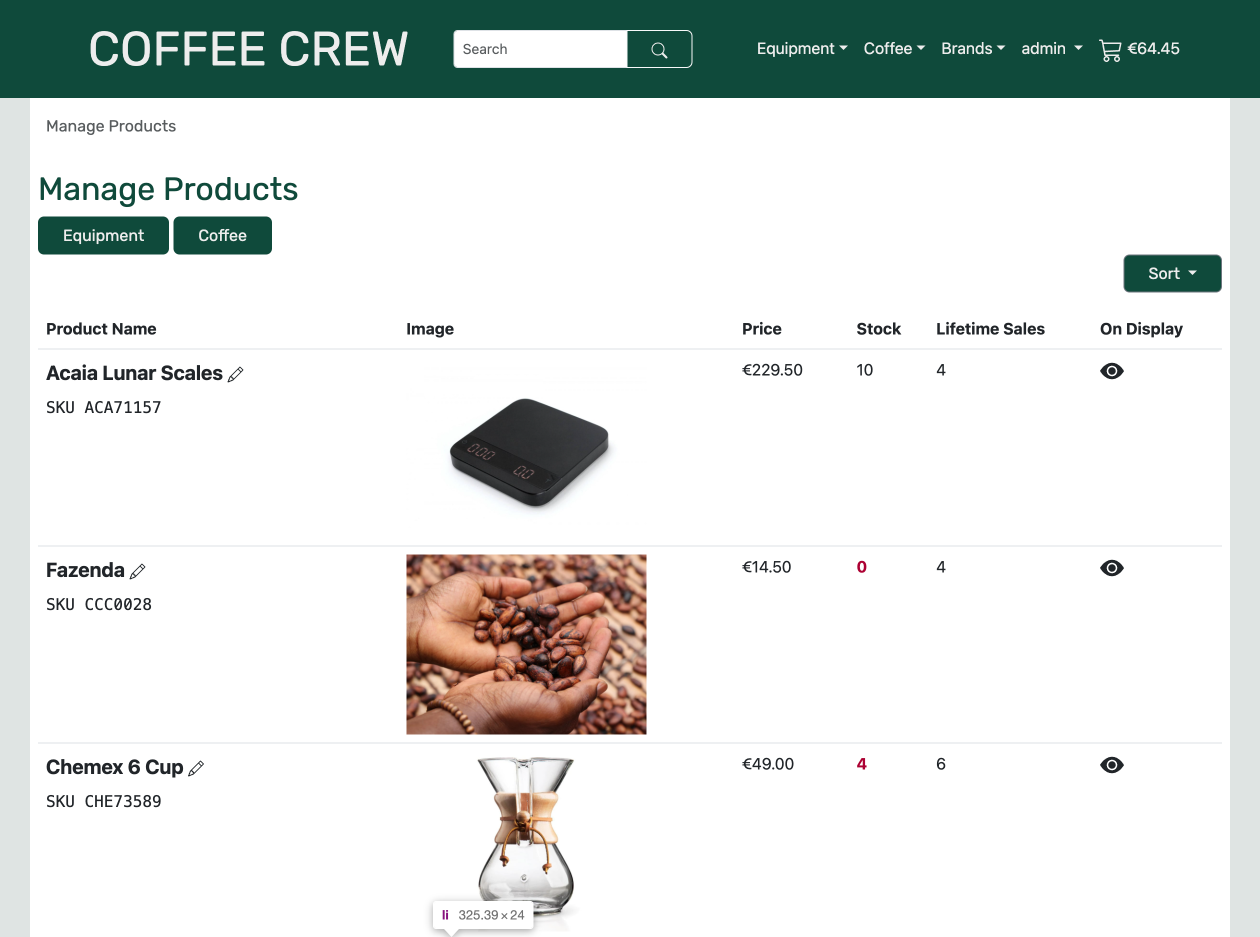 COFFEE CREW
Search
Equipment Coffee Brands admin €64.45
Manage Products
Manage Products
Equipment Coffee
Sort
Product Name Image Price Stock Lifetime Sales On Display
Acaia Lunar Scales €229.50 10 4
SKU ACA71157
000 00
Fazenda €14.50 0 4
SKU CCC0028
Chemex 6 Cup €49.00 4 6
SKU CHE73589
li 325.39 × 24